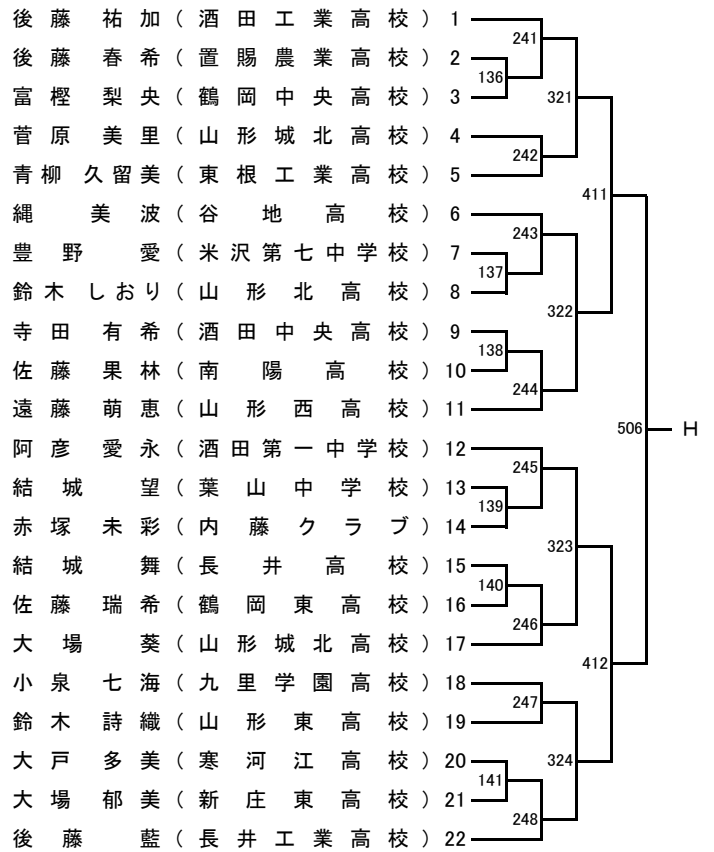 後藤 祐加（酒田工業高校）1
241
後藤 春希（置賜農業高校）2
136
富樫 梨央（鶴岡中央高校）3
321
菅原 美里（山形城北高校）4
242
青柳 久留美（東根工業高校）5
411
縄 美波（谷地高校）6
243
豊野 愛（米沢第七中学校）7
137
鈴木 しおり（山形北高校）8
322
寺田 有希（酒田中央高校）9
138
佐藤 果林（南陽高校）10
244
遠藤 萌恵（山形西高校）11
506 H
阿彦 愛永（酒田第一中学校）12
245
結城 望（葉山中学校）13
139
赤塚 未彩（内藤クラブ）14
323
結城 舞（長井高校）15
140
佐藤 瑞希（鶴岡東高校）16
246
大場 葵（山形城北高校）17
412
小泉 七海（九里学園高校）18
247
鈴木 詩織（山形東高校）19
大戸 多美（寒河江高校）20
324
141
大場 郁美（新庄東高校）21
248
後藤 藍（長井工業高校）22